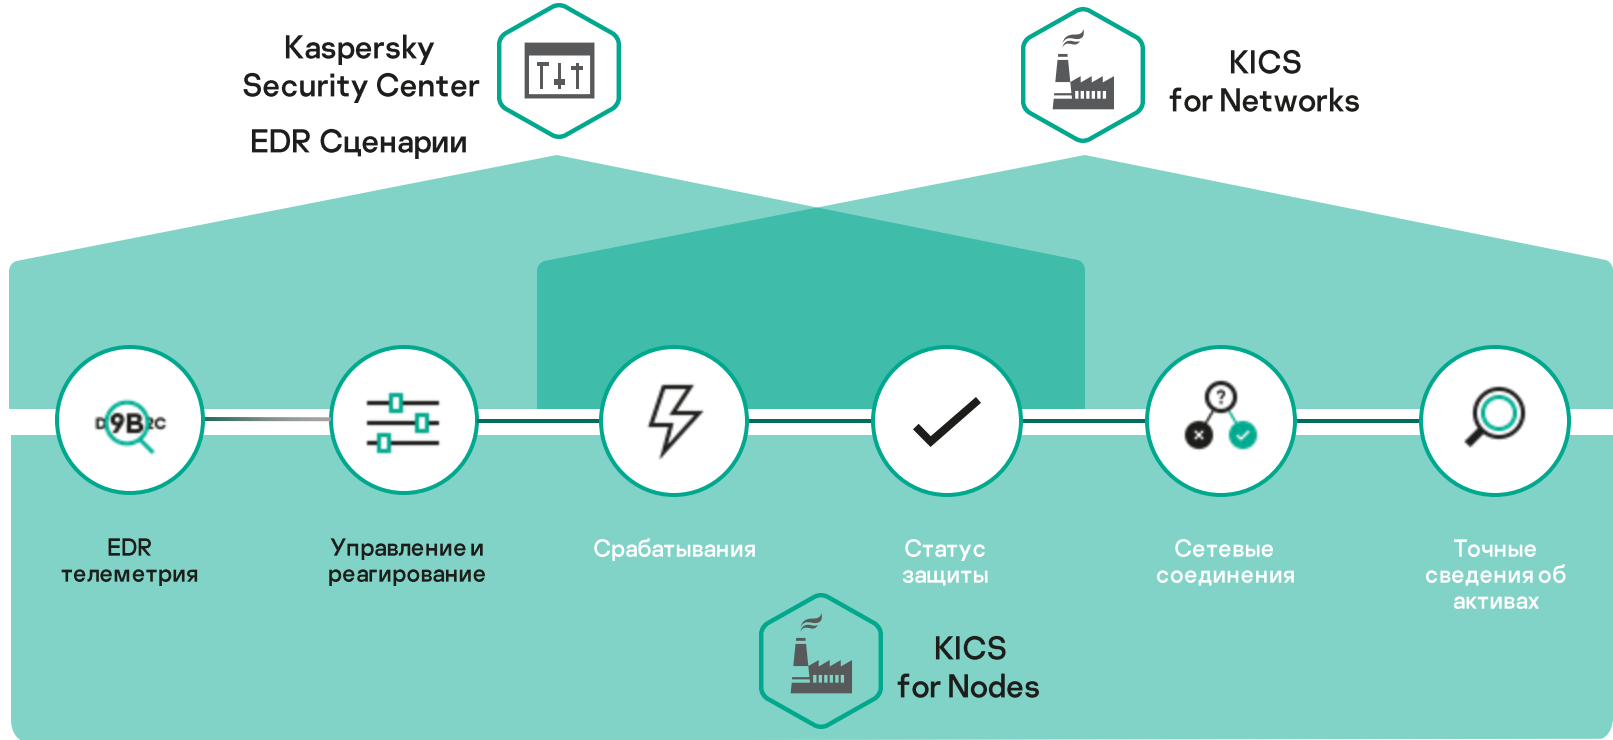 Kaspersky
Security Center
EDR Сценарии
KICS
for Networks
9B
EDR
телеметрия
Управление и
реагирование
Срабатывания
Статус
защиты
Сетевые
соединения
Точные
сведения об
активах
KICS
for Nodes